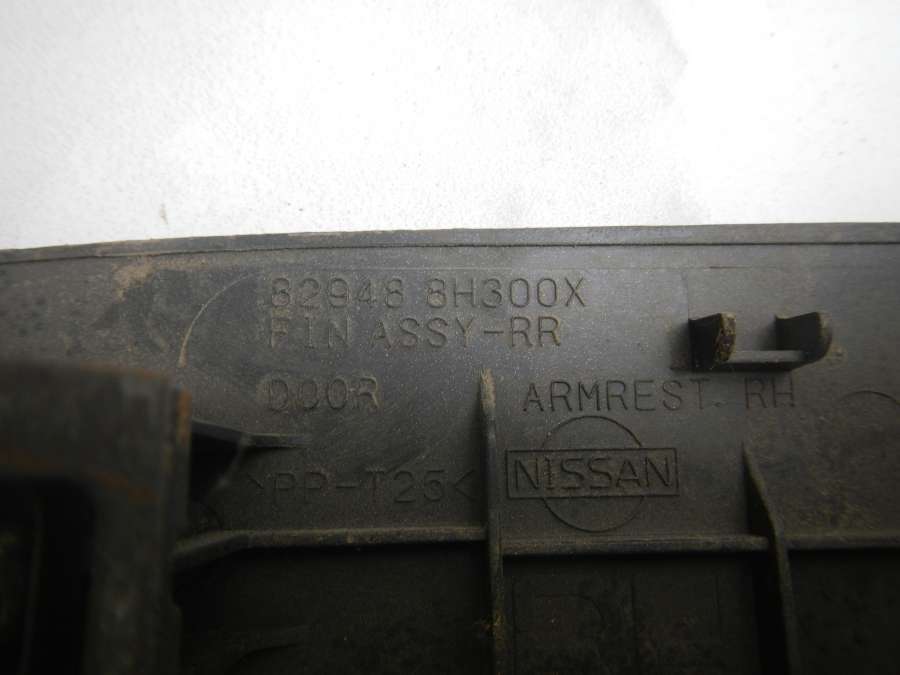 82948 8H300X
FIN ASSY-RR
DOOR ARMREST. RH
>PP-T25< NISSAN